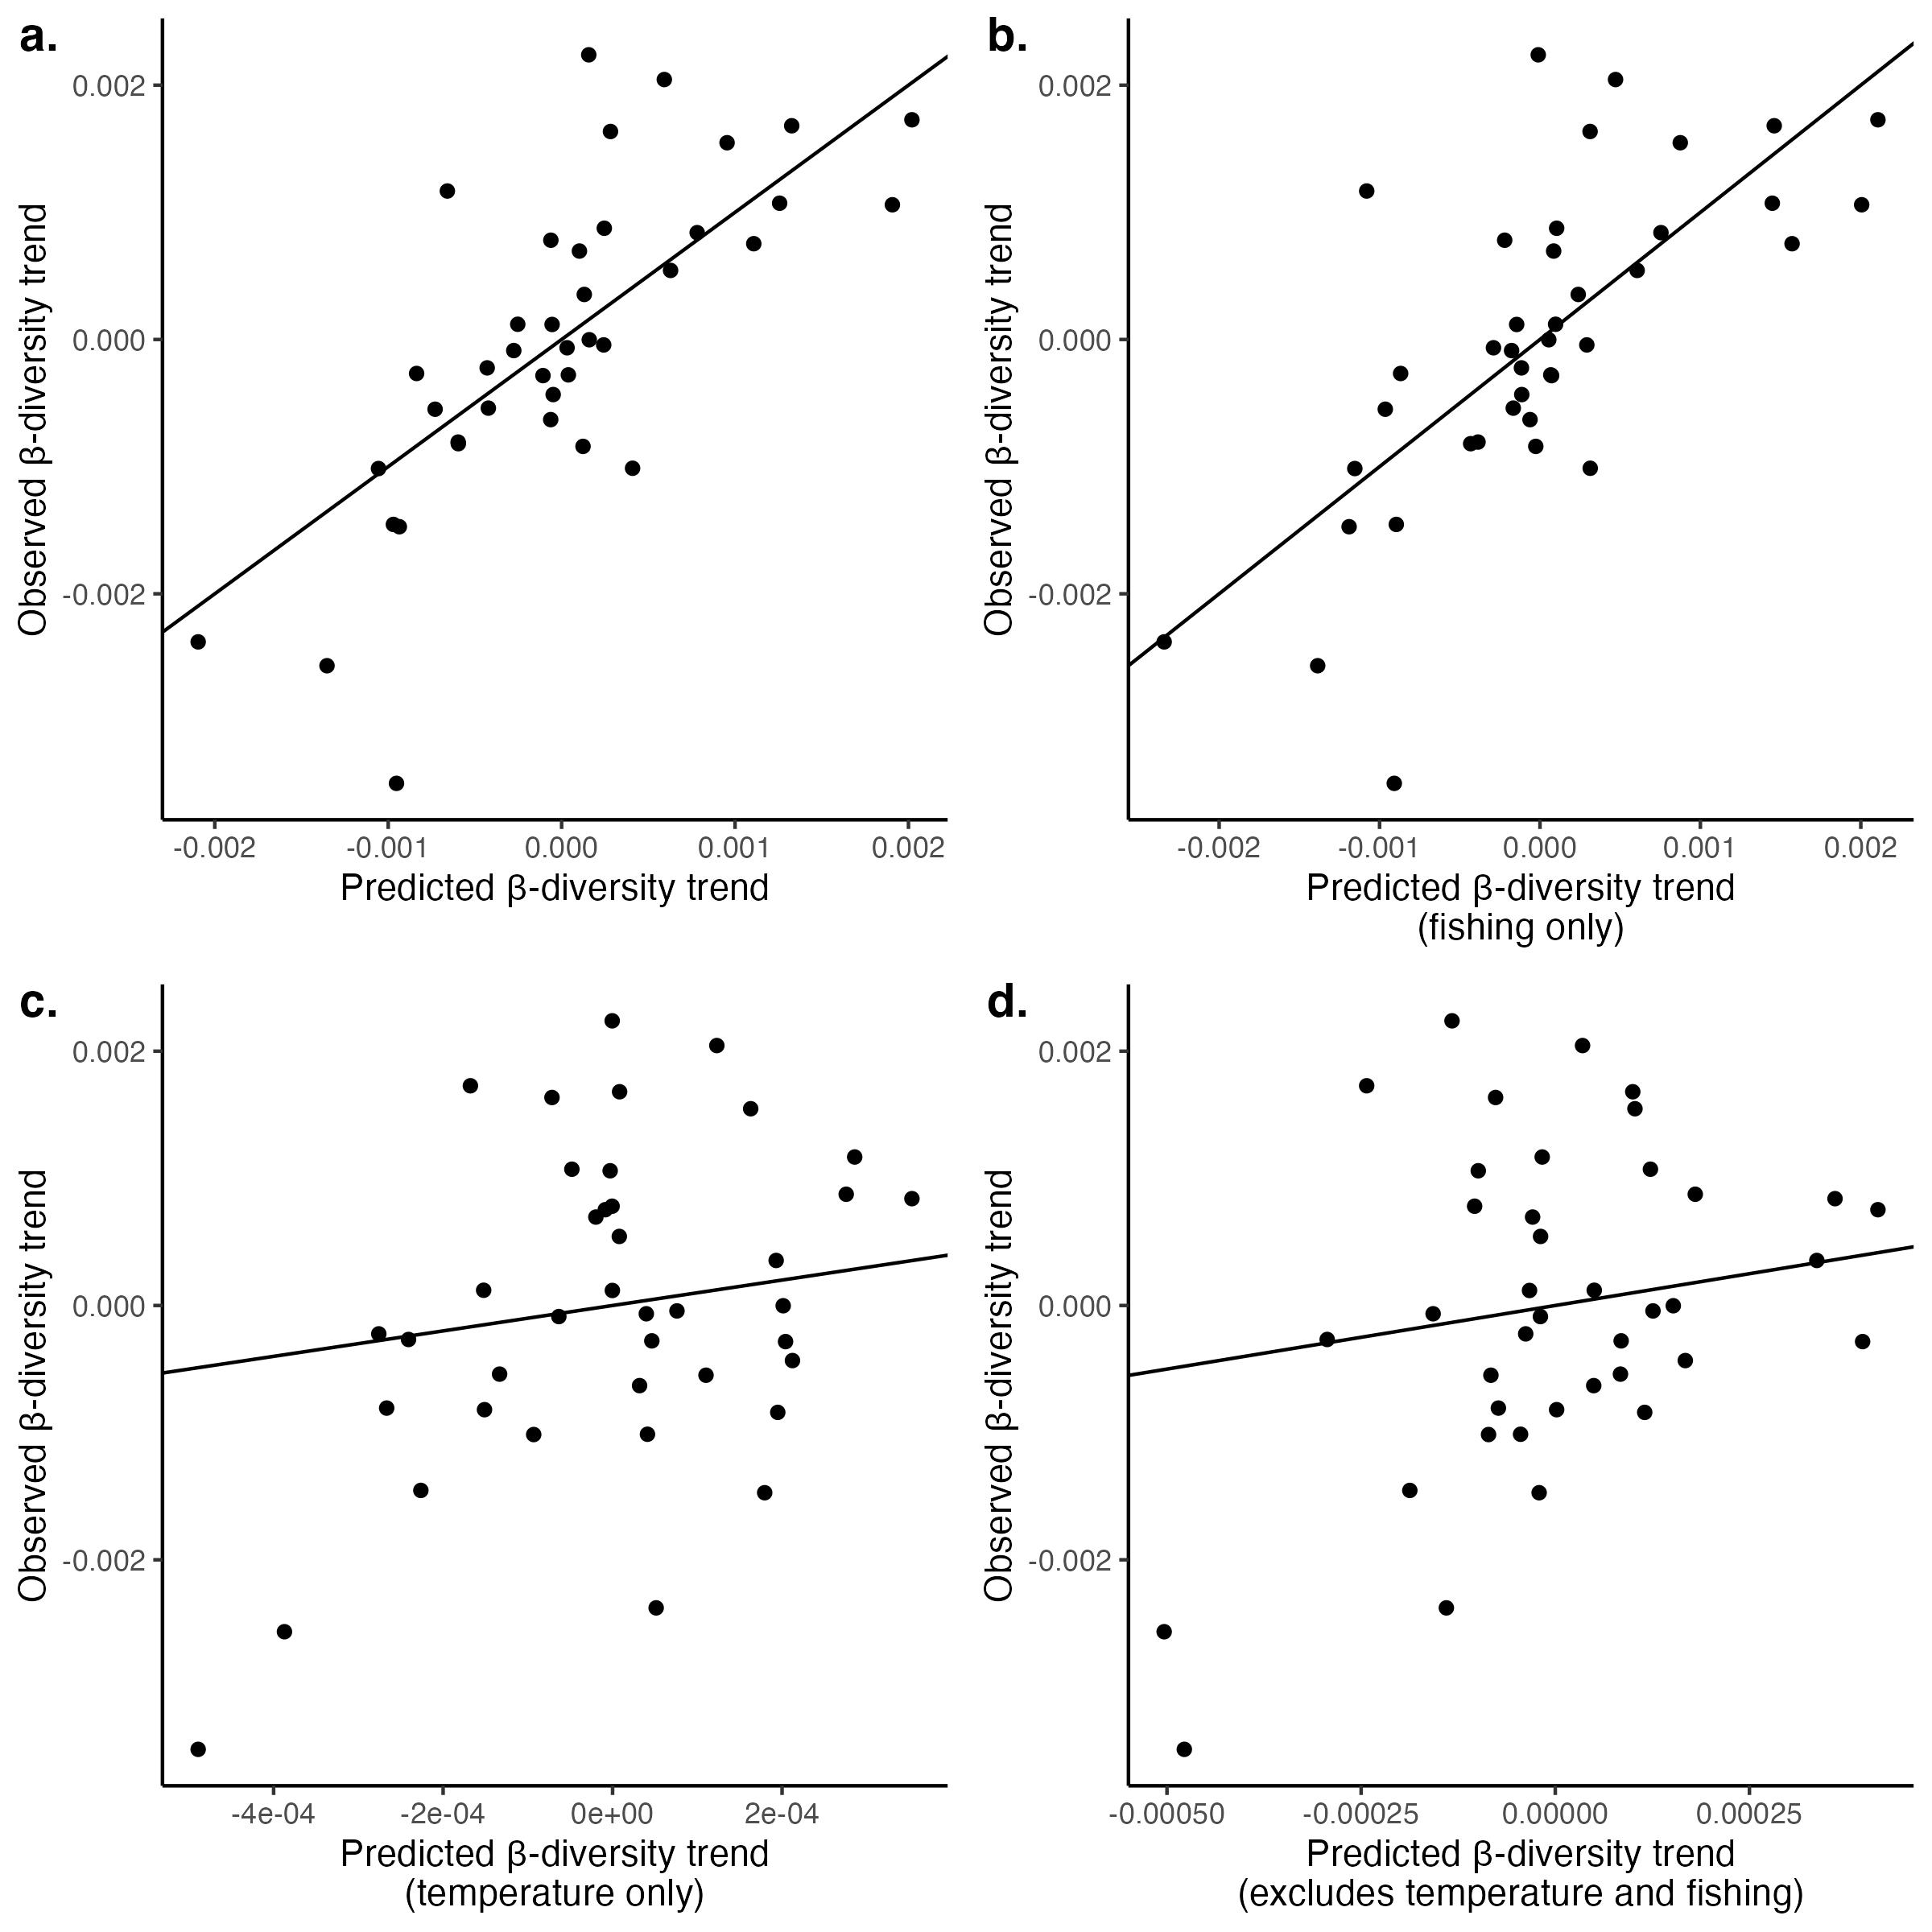 a.
Observed β-diversity trend
0.002
0.000
-0.002
-0.002
-0.001
0.000
0.001
0.002
Predicted β-diversity trend
b.
Observed β-diversity trend
0.002
0.000
-0.002
-0.002
-0.001
0.000
0.001
0.002
Predicted β-diversity trend
(fishing only)
c.
Observed β-diversity trend
0.002
0.000
-0.002
-4e-04
-2e-04
0e+00
2e-04
Predicted β-diversity trend
(temperature only)
d.
Observed β-diversity trend
0.002
0.000
-0.002
-0.00050
-0.00025
0.00000
0.00025
Predicted β-diversity trend
(excludes temperature and fishing)